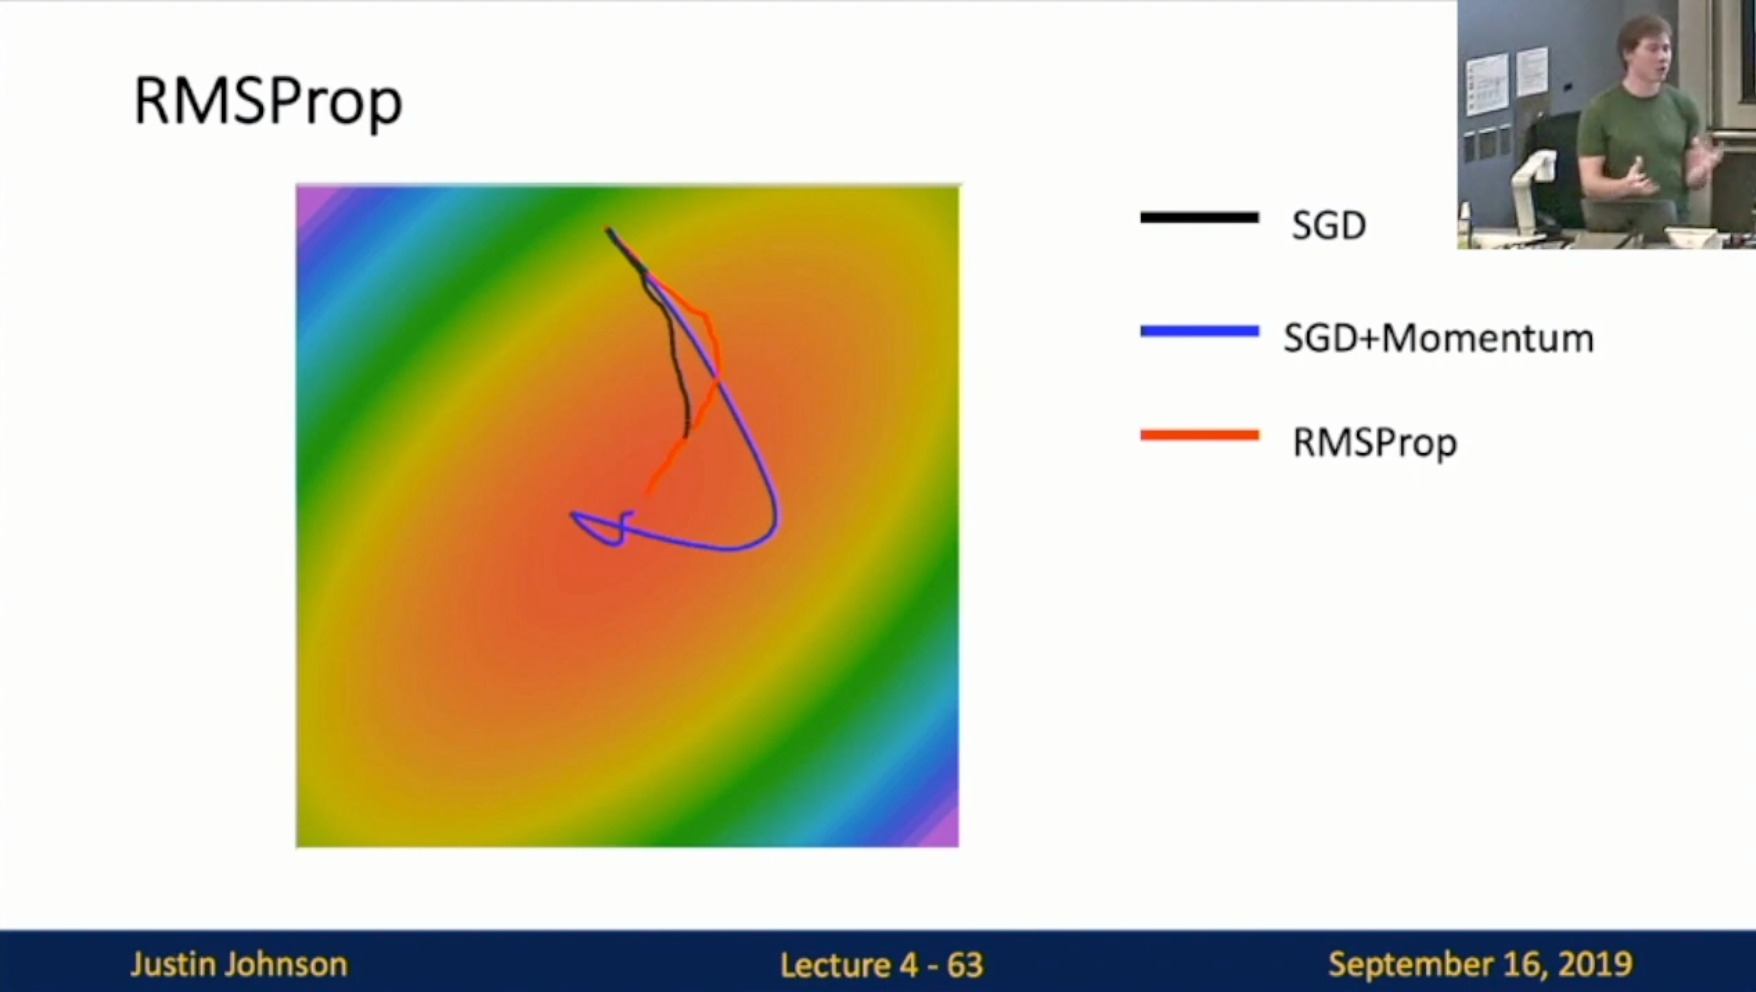 RMSProp
SGD
SGD+Momentum
RMSProp
Justin Johnson
Lecture 4 - 63
September 16, 2019